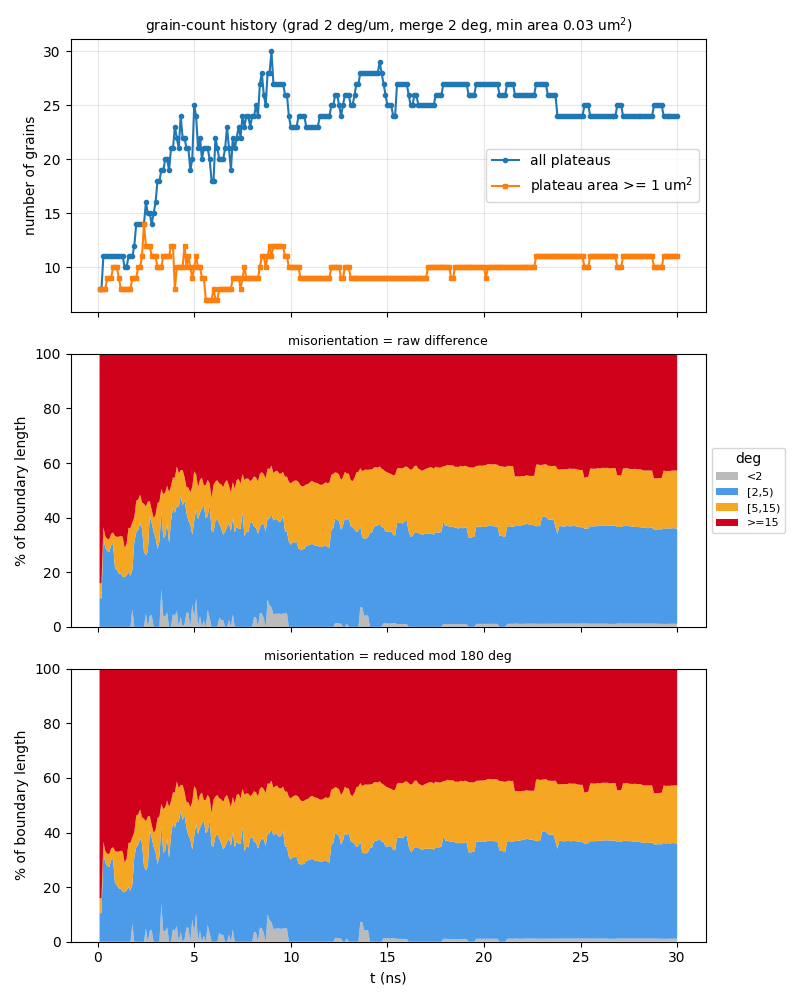 grain-count history (grad 2 deg/um, merge 2 deg, min area 0.03 um²)
30
25
20
15
10
number of grains
all plateaus
plateau area >= 1 um²
misorientation = raw difference
100
80
60
40
20
0
% of boundary length
deg
<2
[2,5)
[5,15)
>=15
misorientation = reduced mod 180 deg
100
80
60
40
20
0
% of boundary length
0 5 10 15 20 25 30
t (ns)